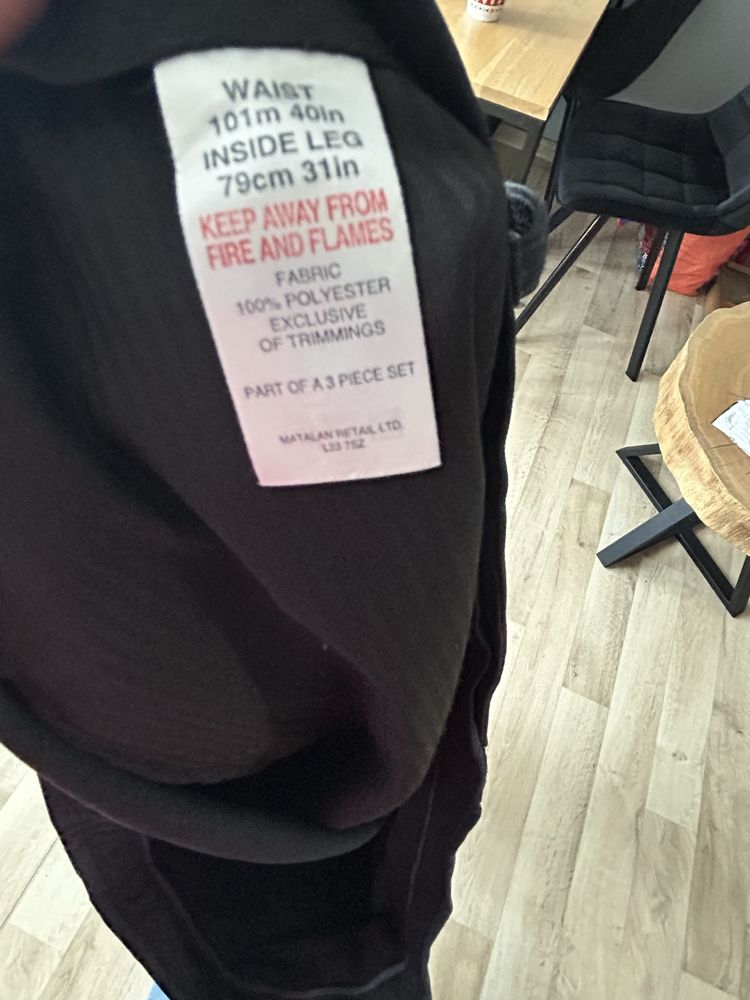 WAIST
101m 40in
INSIDE LEG
79cm 31in
KEEP AWAY FROM
FIRE AND FLAMES
FABRIC
100% POLYESTER
EXCLUSIVE
OF TRIMMINGS
PART OF A 3 PIECE SET
MATALAN RETAIL LTD.
L33 7SZ